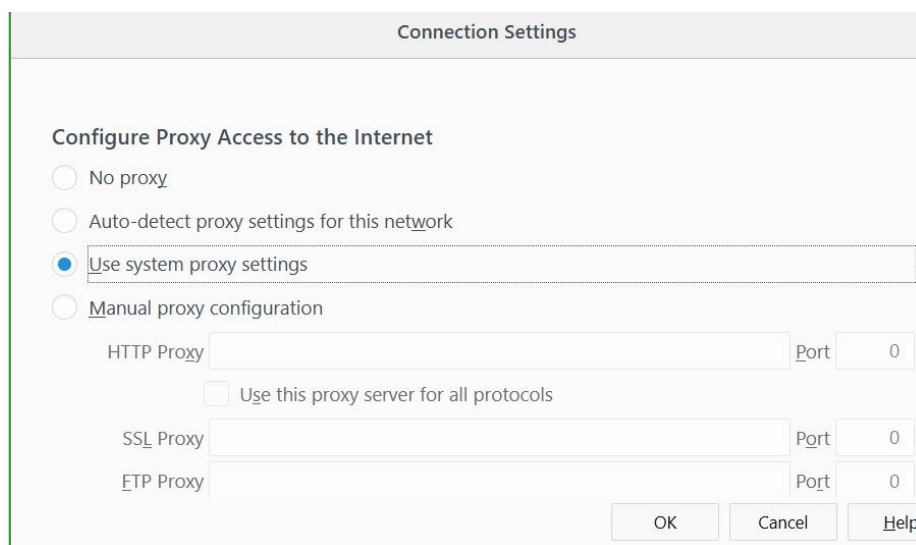 Connection Settings
Configure Proxy Access to the Internet
No proxy
Auto-detect proxy settings for this network
Use system proxy settings
Manual proxy configuration
HTTP Proxy Port 0
Use this proxy server for all protocols
SSL Proxy Port 0
FTP Proxy Port 0
OK Cancel Help